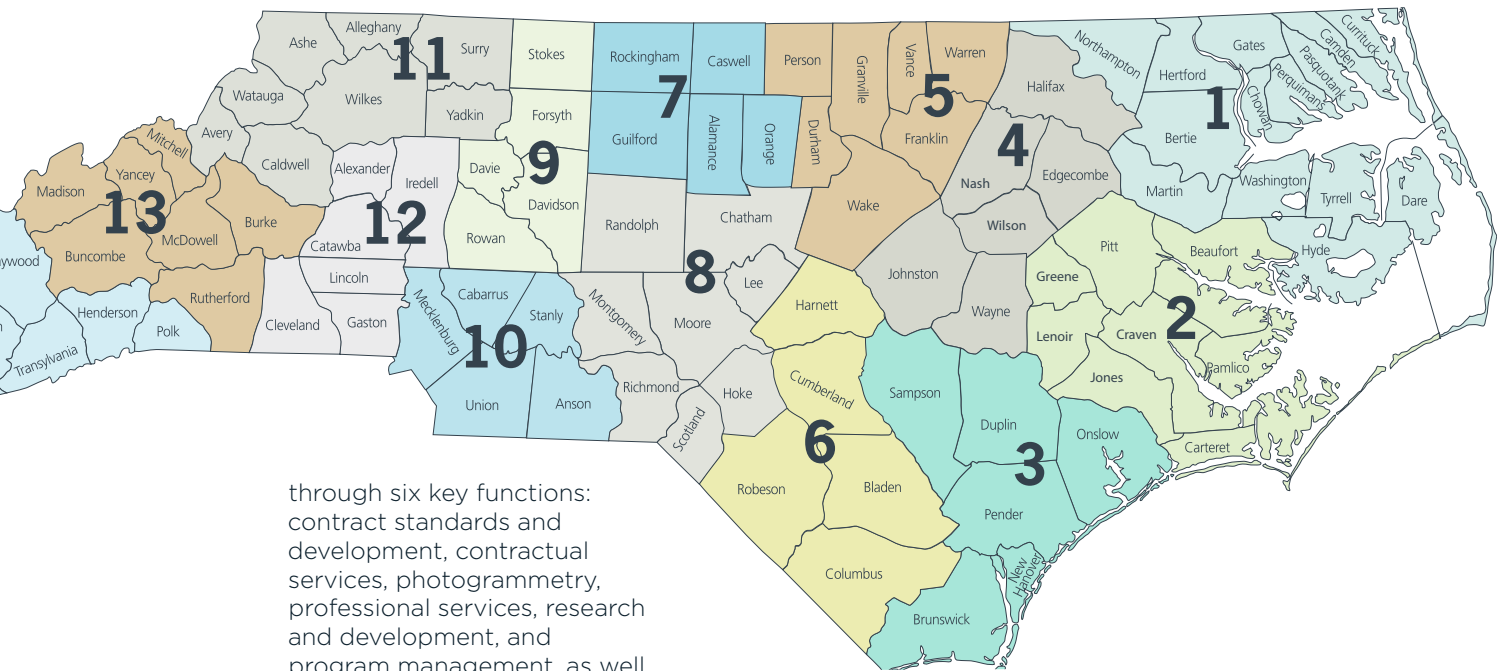 Alleghany
Ashe
11
Surry
Stokes
Rockingham
Caswell
Person
Granville
Vance
Warren
Northampton
Gates
Currituck
Camden
Pasquotank
Perquimans
Chowan
Hertford
1
Bertie
Halifax
Watauga
Wilkes
Yadkin
Forsyth
7
5
Guilford
Alamance
Orange
Durham
Franklin
4
Nash
Edgecombe
Martin
Washington
Tyrrell
Dare
Mitchell
Avery
Caldwell
Alexander
Iredell
Davie
9
Davidson
Madison
Yancey
13
McDowell
Burke
Catawba
12
Rowan
Randolph
Chatham
Wake
Wilson
Pitt
Beaufort
Hyde
ywood
Buncombe
Lincoln
8
Lee
Johnston
Greene
Henderson
Rutherford
Polk
Cleveland
Gaston
Mecklenburg
Cabarrus
Stanly
10
Montgomery
Moore
Harnett
Wayne
Lenoir
Craven
2
Pamlico
Transylvania
Union
Anson
Richmond
Scotland
Hoke
Cumberland
Sampson
Jones
Duplin
Onslow
Carteret
6
3
Robeson
Bladen
Pender
Columbus
New
Hanover
Brunswick
through six key functions:
contract standards and
development, contractual
services, photogrammetry,
professional services, research
and development, and
program management, as well